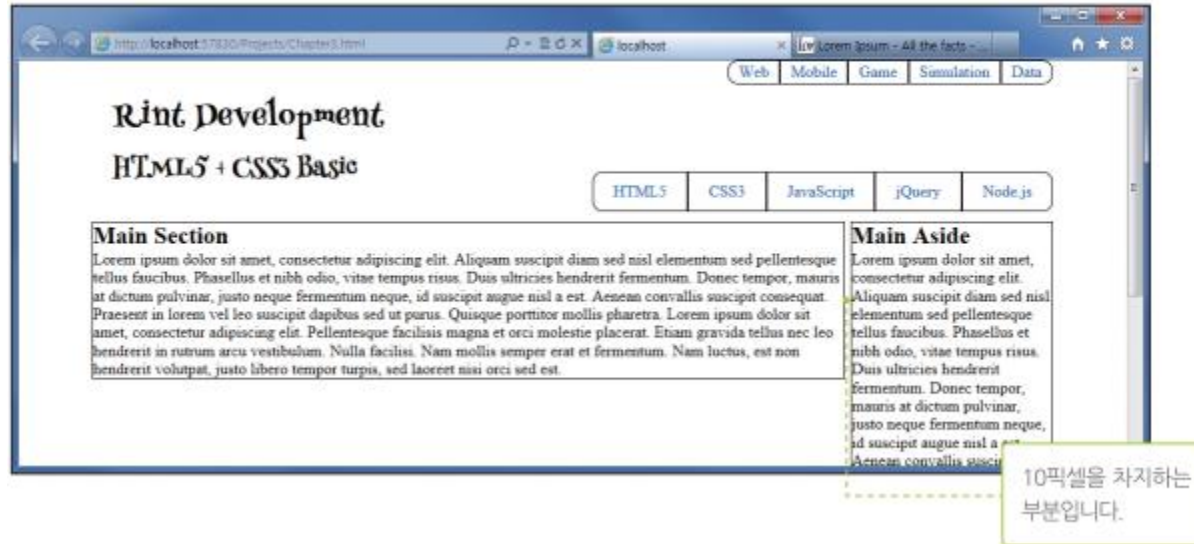 http://localhost:57830/Projects/Chapter3.html
localhost
Lorem Ipsum - All the facts - ...
Web Mobile Game Simulation Data
Rint Development
HTML5 + CSS3 Basic
HTML5 CSS3 JavaScript jQuery Node.js
Main Section
Lorem ipsum dolor sit amet, consectetur adipiscing elit. Aliquam suscipit diam sed nisl elementum sed pellentesque
tellus faucibus. Phasellus et nibh odio, vitae tempus risus. Duis ultricies hendrerit fermentum. Donec tempor, mauris
at dictum pulvinar, justo neque fermentum neque, id suscipit augue nisl a est. Aenean convallis suscipit consequat.
Praesent in lorem vel leo suscipit dapibus sed ut purus. Quisque porttitor mollis pharetra. Lorem ipsum dolor sit
amet, consectetur adipiscing elit. Pellentesque facilisis magna et orci molestie placerat. Etiam gravida tellus nec leo
hendrerit in rutrum arcu vestibulum. Nulla facilisi. Nam mollis semper erat et fermentum. Nam luctus, est non
hendrerit volutpat, justo libero tempor turpis, sed laoreet nisi orci sed est.
Main Aside
Lorem ipsum dolor sit amet,
consectetur adipiscing elit.
Aliquam suscipit diam sed nisl
elementum sed pellentesque
tellus faucibus. Phasellus et
nibh odio, vitae tempus risus.
Duis ultricies hendrerit
fermentum. Donec tempor,
mauris at dictum pulvinar,
justo neque fermentum neque,
id suscipit augue nisl a
Aenean convallis
10픽셀을 차지하는
부분입니다.